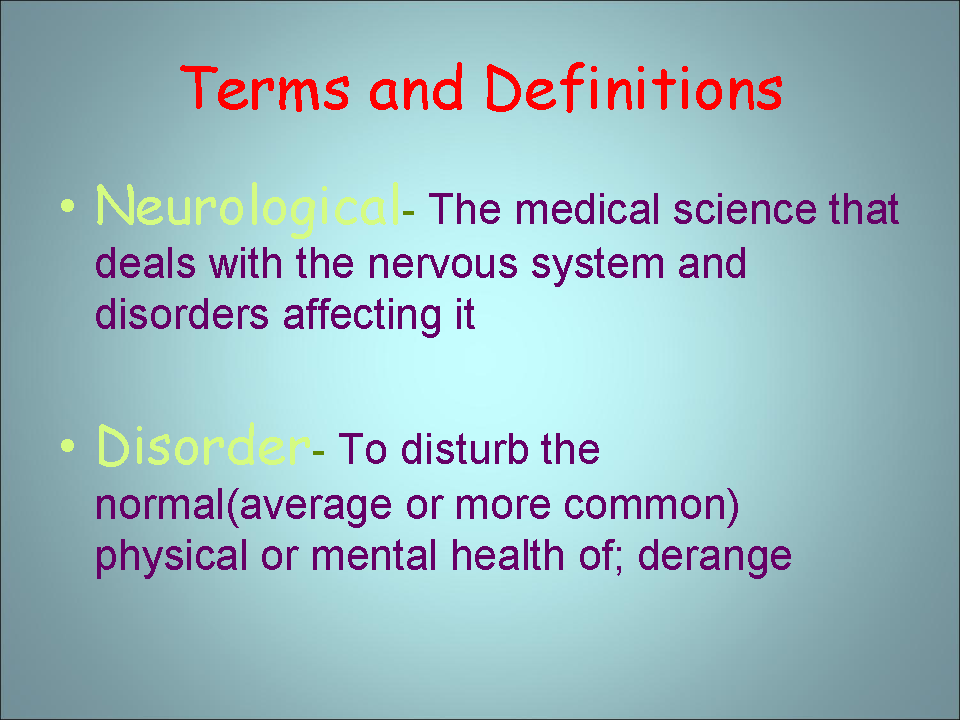 Terms and Definitions
• Neurological- The medical science that
deals with the nervous system and
disorders affecting it
• Disorder- To disturb the
normal(average or more common)
physical or mental health of; derange